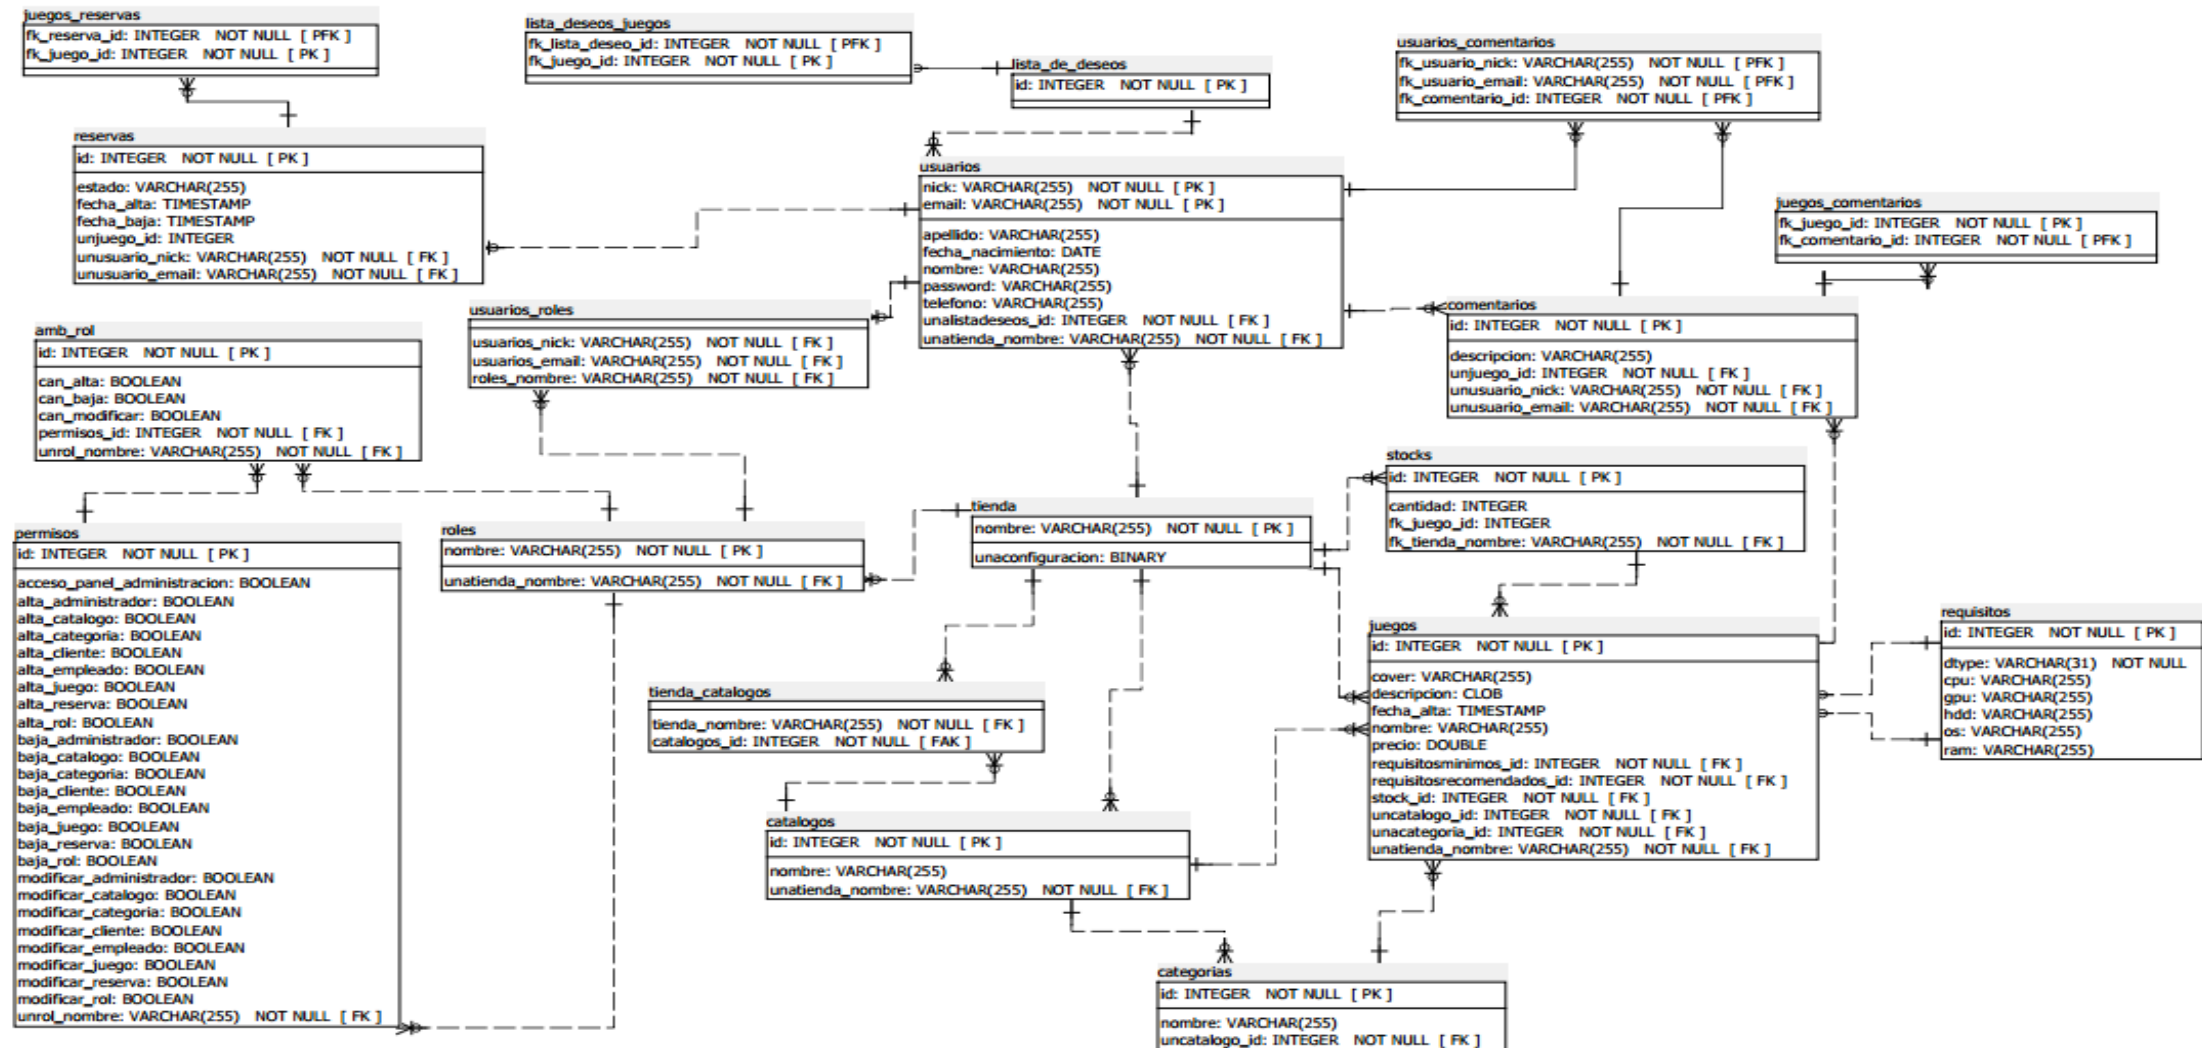 juegos_reservas
fk_reserva_id: INTEGER NOT NULL [ PFK ]
fk_juego_id: INTEGER NOT NULL [ PK ]
lista_deseos_juegos
fk_lista_deseo_id: INTEGER NOT NULL [ PFK ]
fk_juego_id: INTEGER NOT NULL [ PK ]
lista_de_deseos
id: INTEGER NOT NULL [ PK ]
usuarios_comentarios
fk_usuario_nick: VARCHAR(255) NOT NULL [ PFK ]
fk_usuario_email: VARCHAR(255) NOT NULL [ PFK ]
fk_comentario_id: INTEGER NOT NULL [ PFK ]
reservas
id: INTEGER NOT NULL [ PK ]
estado: VARCHAR(255)
fecha_alta: TIMESTAMP
fecha_baja: TIMESTAMP
unjuego_id: INTEGER
unusuario_nick: VARCHAR(255) NOT NULL [ FK ]
unusuario_email: VARCHAR(255) NOT NULL [ FK ]
usuarios
nick: VARCHAR(255) NOT NULL [ PK ]
email: VARCHAR(255) NOT NULL [ PK ]
apellido: VARCHAR(255)
fecha_nacimiento: DATE
nombre: VARCHAR(255)
password: VARCHAR(255)
telefono: VARCHAR(255)
unalistadeseos_id: INTEGER NOT NULL [ FK ]
unatienda_nombre: VARCHAR(255) NOT NULL [ FK ]
juegos_comentarios
fk_juego_id: INTEGER NOT NULL [ PK ]
fk_comentario_id: INTEGER NOT NULL [ PFK ]
usuarios_roles
usuarios_nick: VARCHAR(255) NOT NULL [ FK ]
usuarios_email: VARCHAR(255) NOT NULL [ FK ]
roles_nombre: VARCHAR(255) NOT NULL [ FK ]
comentarios
id: INTEGER NOT NULL [ PK ]
descripcion: VARCHAR(255)
unjuego_id: INTEGER NOT NULL [ FK ]
unusuario_nick: VARCHAR(255) NOT NULL [ FK ]
unusuario_email: VARCHAR(255) NOT NULL [ FK ]
amb_rol
id: INTEGER NOT NULL [ PK ]
can_alta: BOOLEAN
can_baja: BOOLEAN
can_modificar: BOOLEAN
permisos_id: INTEGER NOT NULL [ FK ]
unrol_nombre: VARCHAR(255) NOT NULL [ FK ]
stocks
id: INTEGER NOT NULL [ PK ]
cantidad: INTEGER
fk_juego_id: INTEGER
fk_tienda_nombre: VARCHAR(255) NOT NULL [ FK ]
tienda
nombre: VARCHAR(255) NOT NULL [ PK ]
unaconfiguracion: BINARY
roles
nombre: VARCHAR(255) NOT NULL [ PK ]
unatienda_nombre: VARCHAR(255) NOT NULL [ FK ]
permisos
id: INTEGER NOT NULL [ PK ]
acceso_panel_administracion: BOOLEAN
alta_administrador: BOOLEAN
alta_catalogo: BOOLEAN
alta_categoria: BOOLEAN
alta_cliente: BOOLEAN
alta_empleado: BOOLEAN
alta_juego: BOOLEAN
alta_reserva: BOOLEAN
alta_rol: BOOLEAN
baja_administrador: BOOLEAN
baja_catalogo: BOOLEAN
baja_categoria: BOOLEAN
baja_cliente: BOOLEAN
baja_empleado: BOOLEAN
baja_juego: BOOLEAN
baja_reserva: BOOLEAN
baja_rol: BOOLEAN
modificar_administrador: BOOLEAN
modificar_catalogo: BOOLEAN
modificar_categoria: BOOLEAN
modificar_cliente: BOOLEAN
modificar_empleado: BOOLEAN
modificar_juego: BOOLEAN
modificar_reserva: BOOLEAN
modificar_rol: BOOLEAN
unrol_nombre: VARCHAR(255) NOT NULL [ FK ]
juegos
id: INTEGER NOT NULL [ PK ]
cover: VARCHAR(255)
descripcion: CLOB
fecha_alta: TIMESTAMP
nombre: VARCHAR(255)
precio: DOUBLE
requisitosminimos_id: INTEGER NOT NULL [ FK ]
requisitosrecomendados_id: INTEGER NOT NULL [ FK ]
stock_id: INTEGER NOT NULL [ FK ]
uncatalogo_id: INTEGER NOT NULL [ FK ]
unacategoria_id: INTEGER NOT NULL [ FK ]
unatienda_nombre: VARCHAR(255) NOT NULL [ FK ]
requisitos
id: INTEGER NOT NULL [ PK ]
dtype: VARCHAR(31) NOT NULL
cpu: VARCHAR(255)
gpu: VARCHAR(255)
hdd: VARCHAR(255)
os: VARCHAR(255)
ram: VARCHAR(255)
tienda_catalogos
tienda_nombre: VARCHAR(255) NOT NULL [ FK ]
catalogos_id: INTEGER NOT NULL [ FAK ]
catalogos
id: INTEGER NOT NULL [ PK ]
nombre: VARCHAR(255)
unatienda_nombre: VARCHAR(255) NOT NULL [ FK ]
categorias
id: INTEGER NOT NULL [ PK ]
nombre: VARCHAR(255)
uncatalogo_id: INTEGER NOT NULL [ FK ]